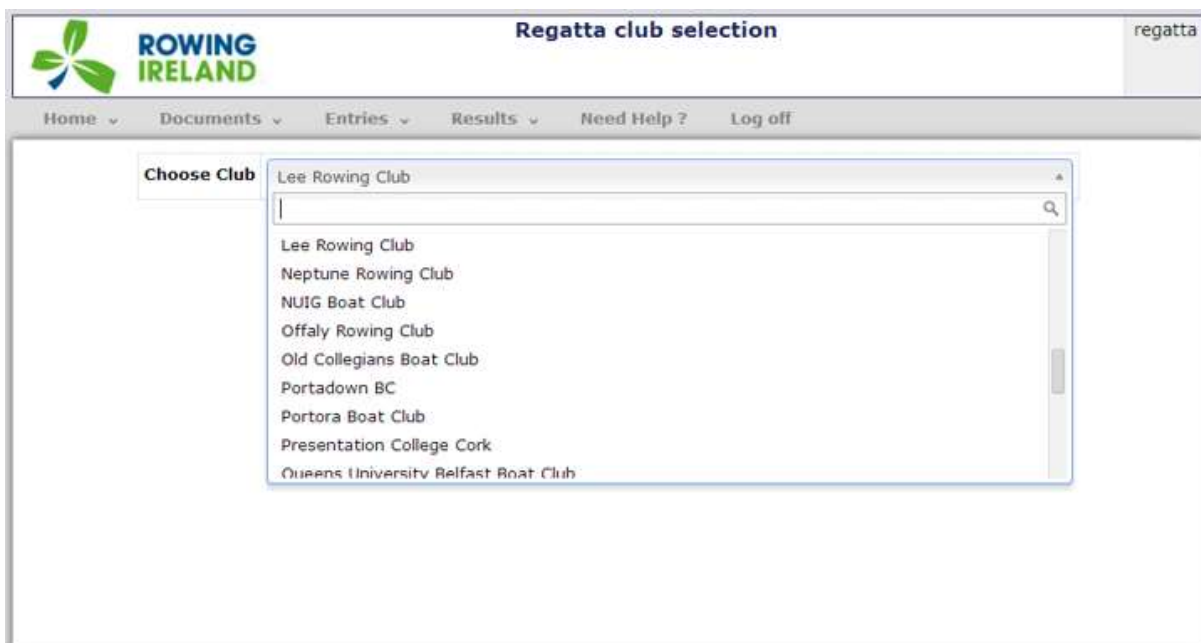 ROWING
IRELAND
Regatta club selection
regatta
Home Documents Entries Results Need Help ? Log off
Choose Club Lee Rowing Club
Lee Rowing Club
Neptune Rowing Club
NUIG Boat Club
Offaly Rowing Club
Old Collegians Boat Club
Portadown BC
Portora Boat Club
Presentation College Cork
Queens University Belfast Boat Club